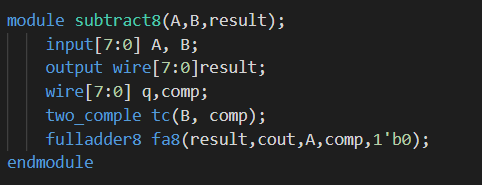 module subtract8(A,B,result);
    input[7:0] A, B;
    output wire[7:0]result;
    wire[7:0] q,comp;
    two_comple tc(B, comp);
    fulladder8 fa8(result,cout,A,comp,1'b0);
endmodule